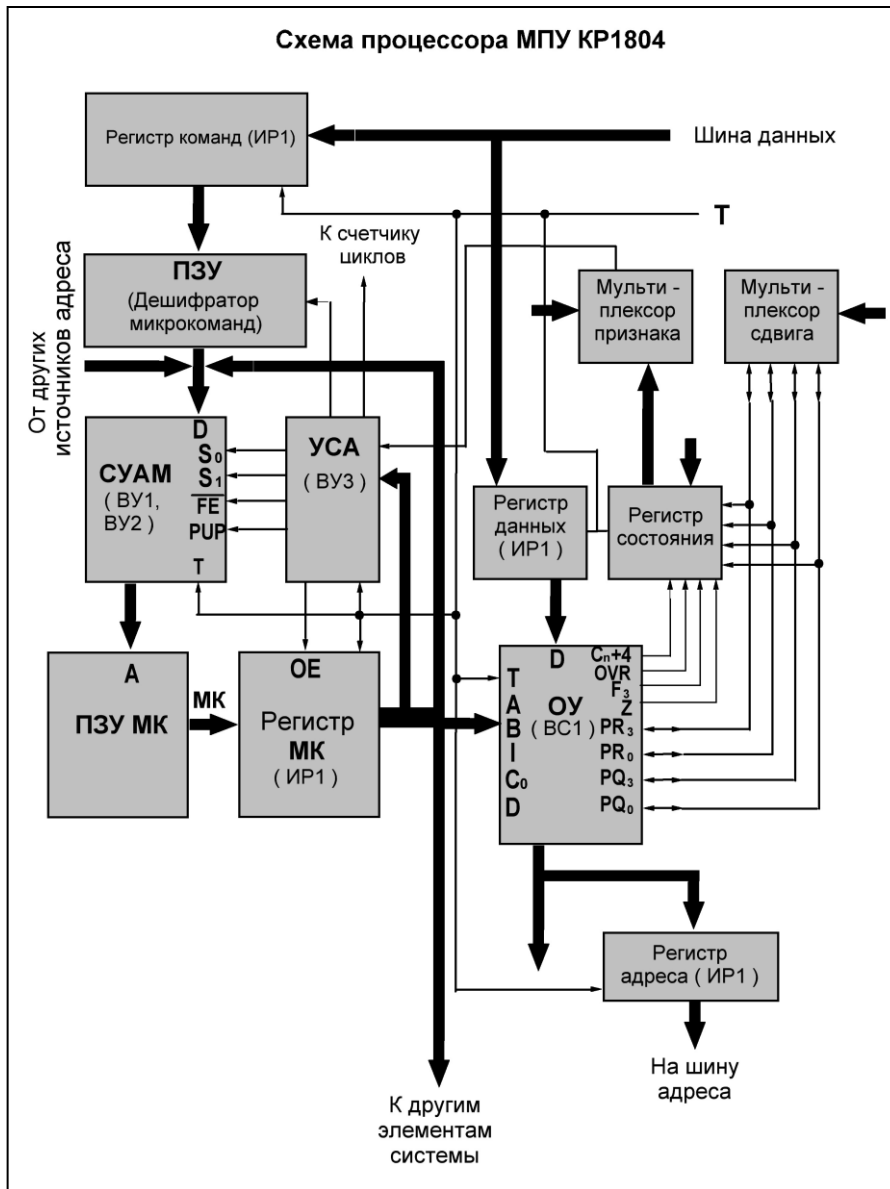 Схема процессора МПУ КР1804
Регистр команд (ИР1)
Шина данных
Т
К счетчику
циклов
ПЗУ
(Дешифратор
микрокоманд)
Мульти -
плексор
признака
Мульти -
плексор
сдвига
От других
источников адреса
D
S0
S1
FE
PUP
T
СУАМ
( ВУ1,
ВУ2 )
УСА
( ВУ3 )
Регистр
данных
( ИР1 )
Регистр
состояния
А
ПЗУ МК
МК
ОЕ
Регистр
МК
( ИР1 )
D
T
A
B
I
C0
D
ОУ
( ВС1 )
Cn+4
OVR
F3
Z
PR3
PR0
PQ3
PQ0
Регистр
адреса ( ИР1 )
На шину
адреса
К другим
элементам
системы